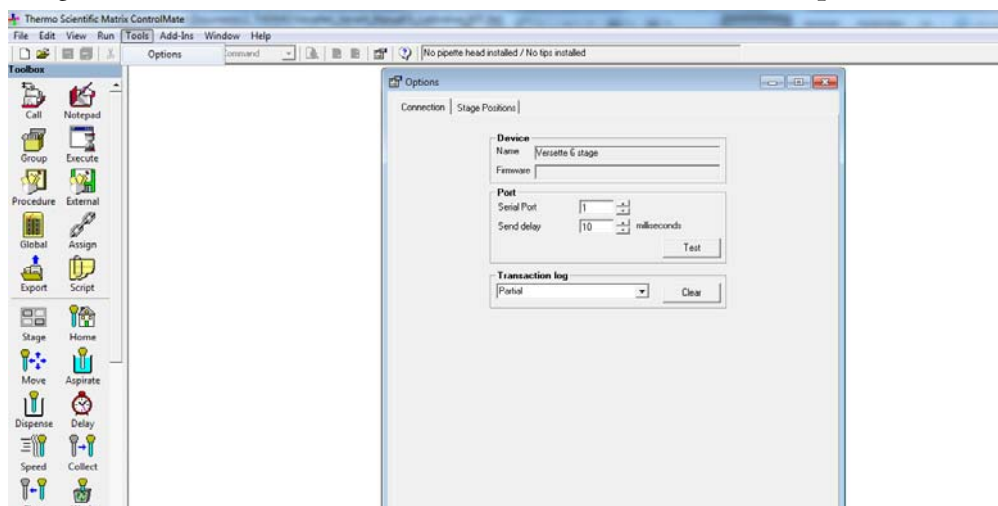 Thermo Scientific Matrix ControlMate
File Edit View Run Tools Add-Ins Window Help
Options
No pipette head installed / No tips installed
Toolbox
Call Notepad
Group Execute
Procedure External
Global Assign
Export Script
Stage Home
Move Aspirate
Dispense Delay
Speed Collect
Options
Connection Stage Positions
Device
Name Versette 6 stage
Firmware
Port
Serial Port 1
Send delay 10 milliseconds
Test
Transaction log
Partial Clear